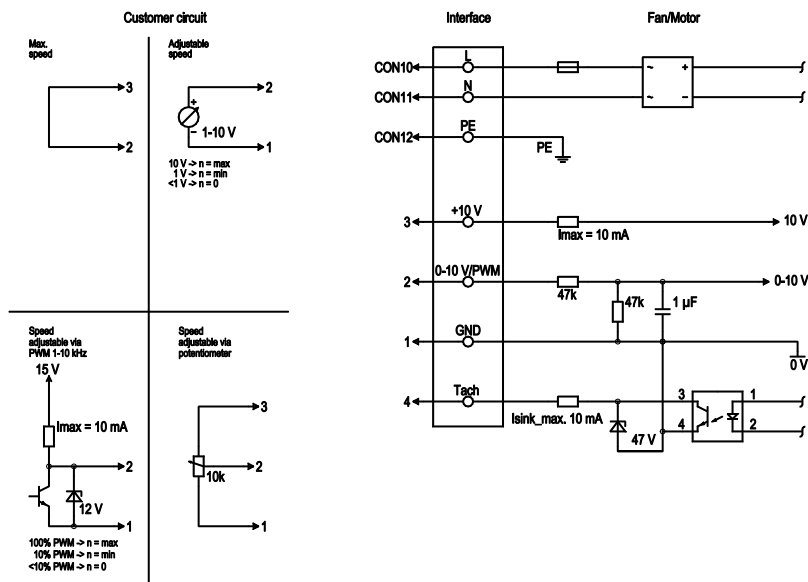 Customer circuit
Interface
Fan/Motor
Max.
speed
3
2
Adjustable
speed
2
+
−
1-10 V
1
10 V -> n = max
1 V -> n = min
<1 V -> n = 0
Speed
adjustable via
PWM 1-10 kHz
15 V
Imax = 10 mA
2
12 V
1
100% PWM -> n = max
10% PWM -> n = min
<10% PWM -> n = 0
Speed
adjustable via
potentiometer
3
2
10k
1
CON10
L
~
+
CON11
N
~
−
CON12
PE
PE
3
+10 V
Imax = 10 mA
10 V
2
0-10 V/PWM
47k
47k
1 µF
0-10 V
1
GND
0 V
4
Tach
Isink_max. 10 mA
47 V
3
4
1
2